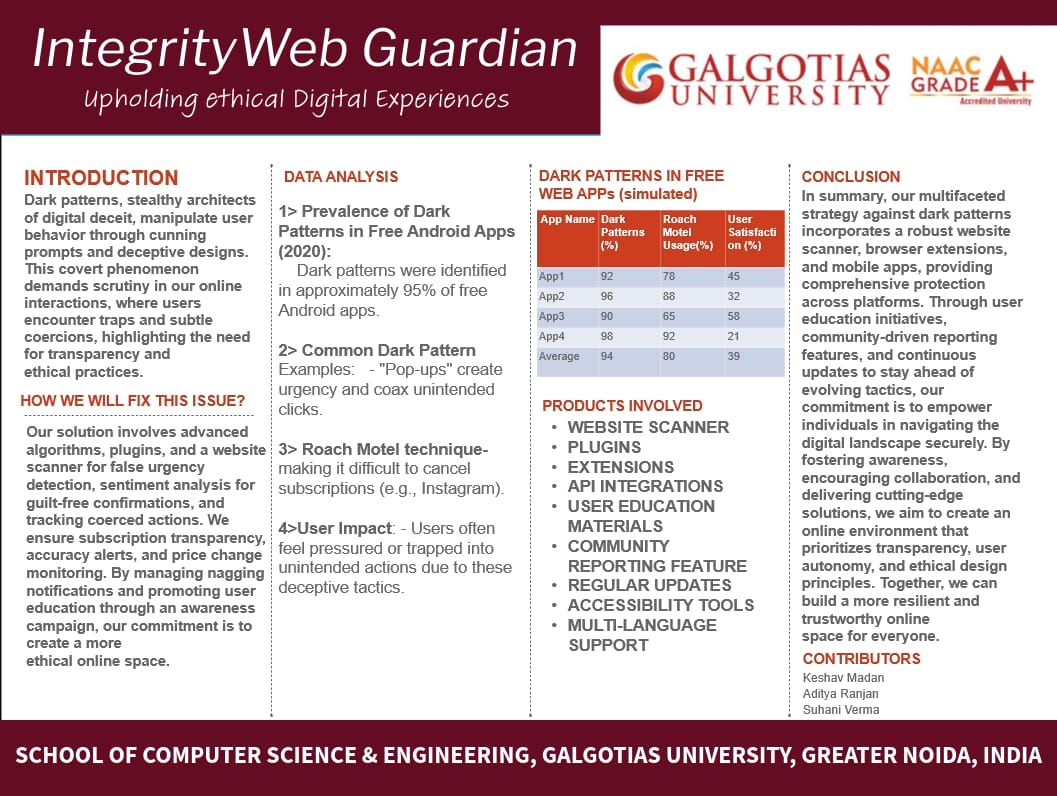 IntegrityWeb Guardian
Upholding ethical Digital Experiences
GALGOTIAS
UNIVERSITY
NAAC
GRADE A+
Accredited University
INTRODUCTION
Dark patterns, stealthy architects
of digital deceit, manipulate user
behavior through cunning
prompts and deceptive designs.
This covert phenomenon
demands scrutiny in our online
interactions, where users
encounter traps and subtle
coercions, highlighting the need
for transparency and
ethical practices.
HOW WE WILL FIX THIS ISSUE?
Our solution involves advanced
algorithms, plugins, and a website
scanner for false urgency
detection, sentiment analysis for
guilt-free confirmations, and
tracking coerced actions. We
ensure subscription transparency,
accuracy alerts, and price change
monitoring. By managing nagging
notifications and promoting user
education through an awareness
campaign, our commitment is to
create a more
ethical online space.
DATA ANALYSIS
1> Prevalence of Dark
Patterns in Free Android Apps
(2020):
Dark patterns were identified
in approximately 95% of free
Android apps.
2> Common Dark Pattern
Examples: - "Pop-ups" create
urgency and coax unintended
clicks.
3> Roach Motel technique-
making it difficult to cancel
subscriptions (e.g., Instagram).
4>User Impact: - Users often
feel pressured or trapped into
unintended actions due to these
deceptive tactics.
DARK PATTERNS IN FREE
WEB APPs (simulated)
App Name Dark Roach User
Patterns Motel Satisfacti
(%) Usage(%) on (%)
App1 92 78 45
App2 96 88 32
App3 90 65 58
App4 98 92 21
Average 94 80 39
PRODUCTS INVOLVED
• WEBSITE SCANNER
• PLUGINS
• EXTENSIONS
• API INTEGRATIONS
• USER EDUCATION
MATERIALS
• COMMUNITY
REPORTING FEATURE
• REGULAR UPDATES
• ACCESSIBILITY TOOLS
• MULTI-LANGUAGE
SUPPORT
CONCLUSION
In summary, our multifaceted
strategy against dark patterns
incorporates a robust website
scanner, browser extensions,
and mobile apps, providing
comprehensive protection
across platforms. Through user
education initiatives,
community-driven reporting
features, and continuous
updates to stay ahead of
evolving tactics, our
commitment is to empower
individuals in navigating the
digital landscape securely. By
fostering awareness,
encouraging collaboration, and
delivering cutting-edge
solutions, we aim to create an
online environment that
prioritizes transparency, user
autonomy, and ethical design
principles. Together, we can
build a more resilient and
trustworthy online
space for everyone.
CONTRIBUTORS
Keshav Madan
Aditya Ranjan
Suhani Verma
SCHOOL OF COMPUTER SCIENCE & ENGINEERING, GALGOTIAS UNIVERSITY, GREATER NOIDA, INDIA